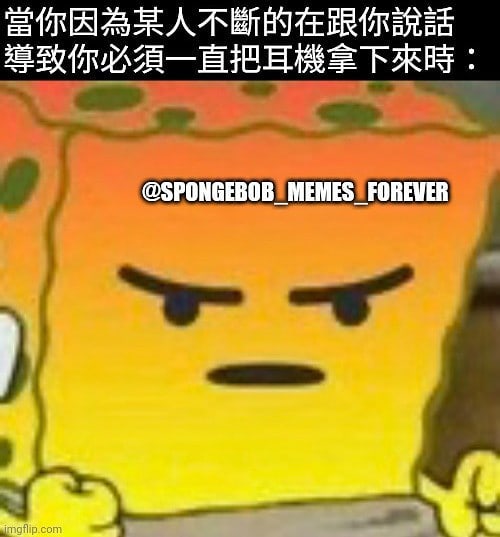 當你因為某人不斷的在跟你說話
導致你必須一直把耳機拿下來時：
@SPONGEBOB_MEMES_FOREVER
imgflip.com